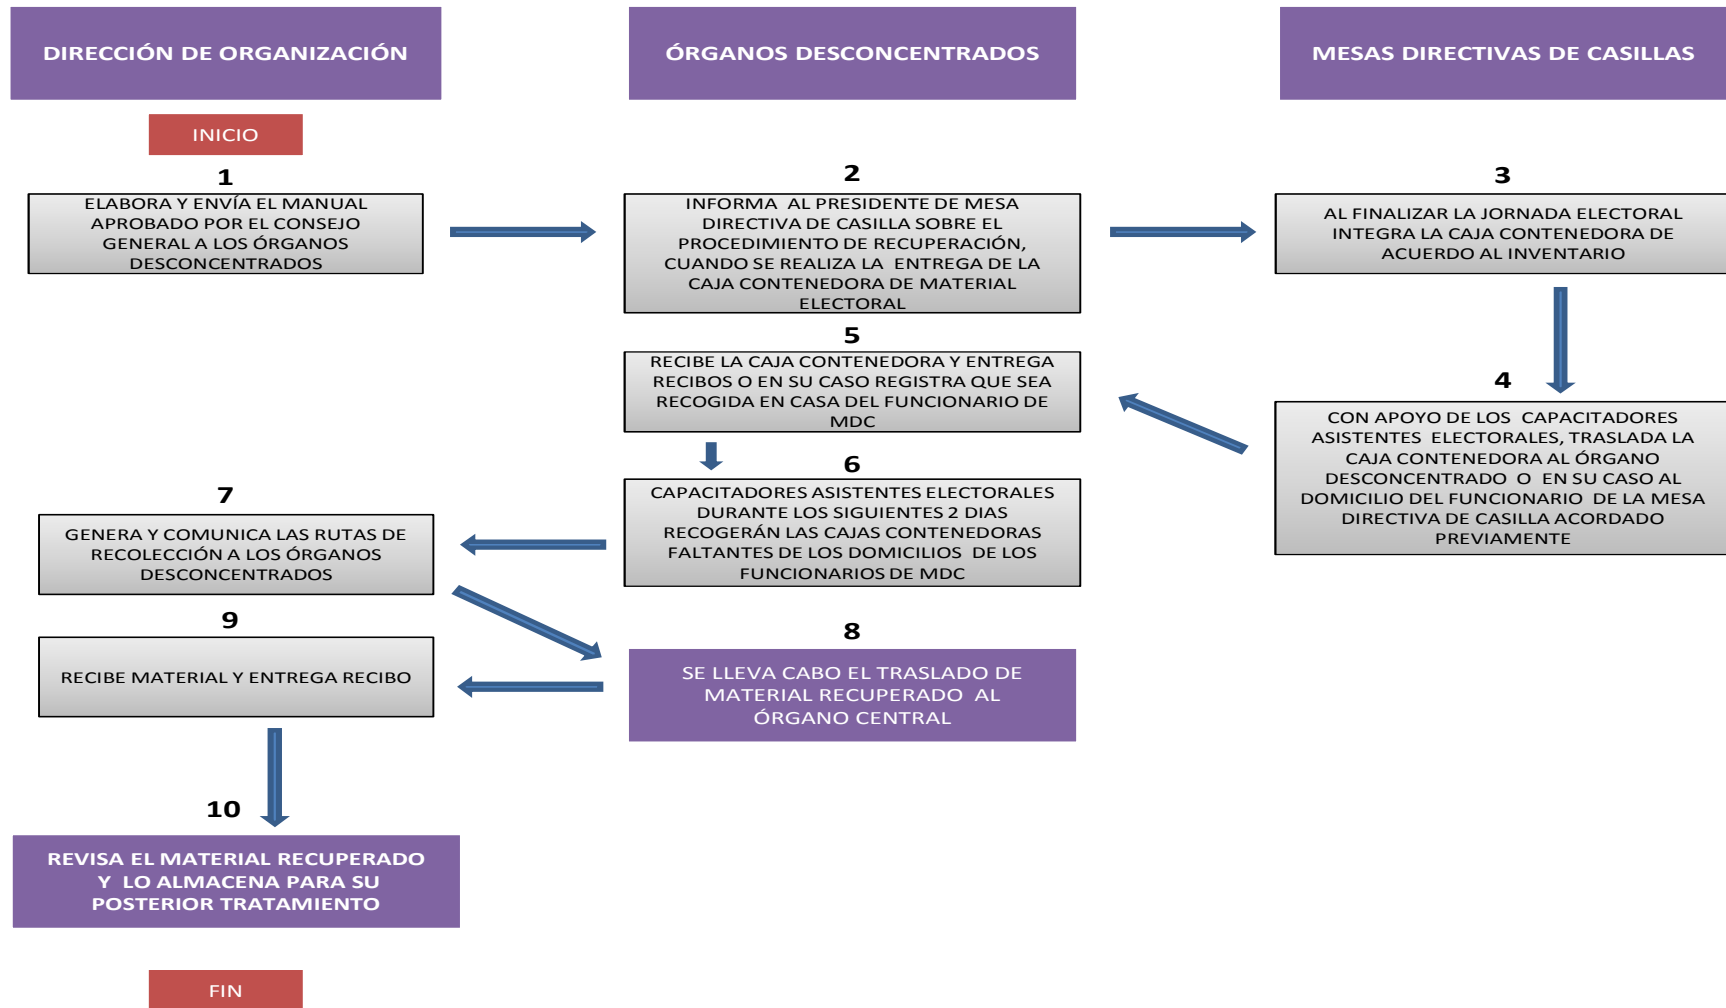 DIRECCIÓN DE ORGANIZACIÓN
ÓRGANOS DESCONCENTRADOS
MESAS DIRECTIVAS DE CASILLAS
INICIO
1
ELABORA Y ENVÍA EL MANUAL
APROBADO POR EL CONSEJO
GENERAL A LOS ÓRGANOS
DESCONCENTRADOS
2
INFORMA AL PRESIDENTE DE MESA
DIRECTIVA DE CASILLA SOBRE EL
PROCEDIMIENTO DE RECUPERACIÓN,
CUANDO SE REALIZA LA ENTREGA DE LA
CAJA CONTENEDORA DE MATERIAL
ELECTORAL
3
AL FINALIZAR LA JORNADA ELECTORAL
INTEGRA LA CAJA CONTENEDORA DE
ACUERDO AL INVENTARIO
4
CON APOYO DE LOS CAPACITADORES
ASISTENTES ELECTORALES, TRASLADA LA
CAJA CONTENEDORA AL ÓRGANO
DESCONCENTRADO O EN SU CASO AL
DOMICILIO DEL FUNCIONARIO DE LA MESA
DIRECTIVA DE CASILLA ACORDADO
PREVIAMENTE
5
RECIBE LA CAJA CONTENEDORA Y ENTREGA
RECIBOS O EN SU CASO REGISTRA QUE SEA
RECOGIDA EN CASA DEL FUNCIONARIO DE
MDC
6
CAPACITADORES ASISTENTES ELECTORALES
DURANTE LOS SIGUIENTES 2 DIAS
RECOGERÁN LAS CAJAS CONTENEDORAS
FALTANTES DE LOS DOMICILIOS DE LOS
FUNCIONARIOS DE MDC
7
GENERA Y COMUNICA LAS RUTAS DE
RECOLECCIÓN A LOS ÓRGANOS
DESCONCENTRADOS
8
SE LLEVA CABO EL TRASLADO DE
MATERIAL RECUPERADO AL
ÓRGANO CENTRAL
9
RECIBE MATERIAL Y ENTREGA RECIBO
10
REVISA EL MATERIAL RECUPERADO
Y LO ALMACENA PARA SU
POSTERIOR TRATAMIENTO
FIN